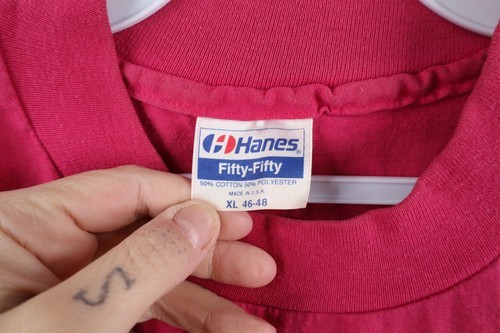 Hanes®
Fifty-Fifty
50% COTTON 50% POLYESTER
MADE IN U.S.A.
XL 46-48
S